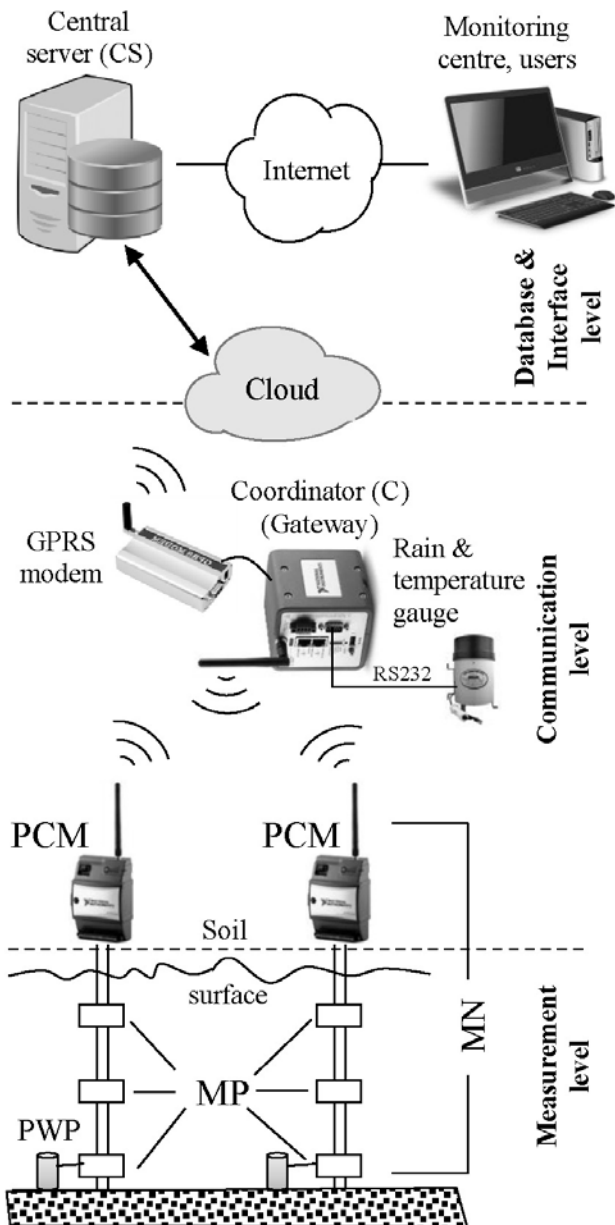 Central
server (CS)
Monitoring
centre, users
Internet
Database &
Interface
level
Cloud
Coordinator (C)
(Gateway)
GPRS
modem
Rain &
temperature
gauge
RS232
Communication
level
PCM
PCM
Soil
surface
MP
PWP
MN
Measurement
level